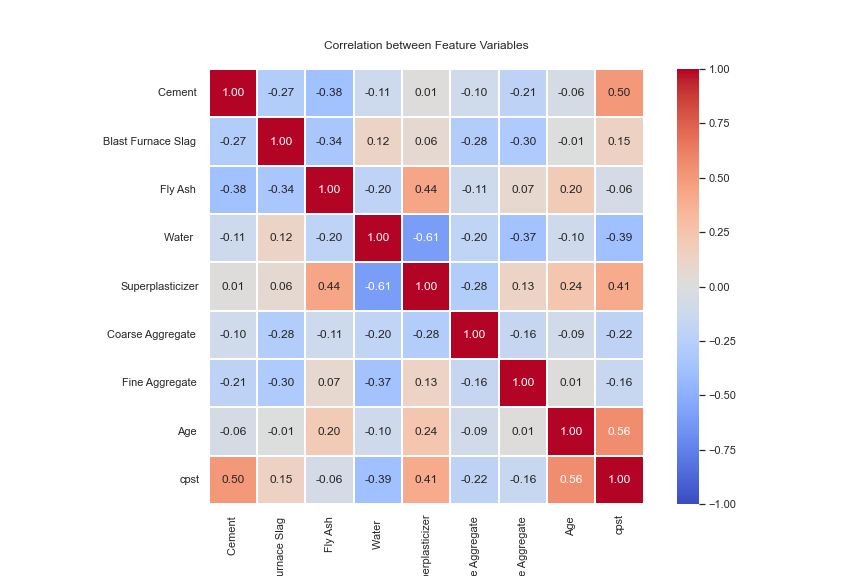 Correlation between Feature Variables
Cement 1.00 -0.27 -0.38 -0.11 0.01 -0.10 -0.21 -0.06 0.50
Blast Furnace Slag -0.27 1.00 -0.34 0.12 0.06 -0.28 -0.30 -0.01 0.15
Fly Ash -0.38 -0.34 1.00 -0.20 0.44 -0.11 0.07 0.20 -0.06
Water -0.11 0.12 -0.20 1.00 -0.61 -0.20 -0.37 -0.10 -0.39
Superplasticizer 0.01 0.06 0.44 -0.61 1.00 -0.28 0.13 0.24 0.41
Coarse Aggregate -0.10 -0.28 -0.11 -0.20 -0.28 1.00 -0.16 -0.09 -0.22
Fine Aggregate -0.21 -0.30 0.07 -0.37 0.13 -0.16 1.00 0.01 -0.16
Age -0.06 -0.01 0.20 -0.10 0.24 -0.09 0.01 1.00 0.56
cpst 0.50 0.15 -0.06 -0.39 0.41 -0.22 -0.16 0.56 1.00
Cement
urnace Slag
Fly Ash
Water
perplasticizer
e Aggregate
e Aggregate
Age
cpst
1.00
0.75
0.50
0.25
0.00
−0.25
−0.50
−0.75
−1.00